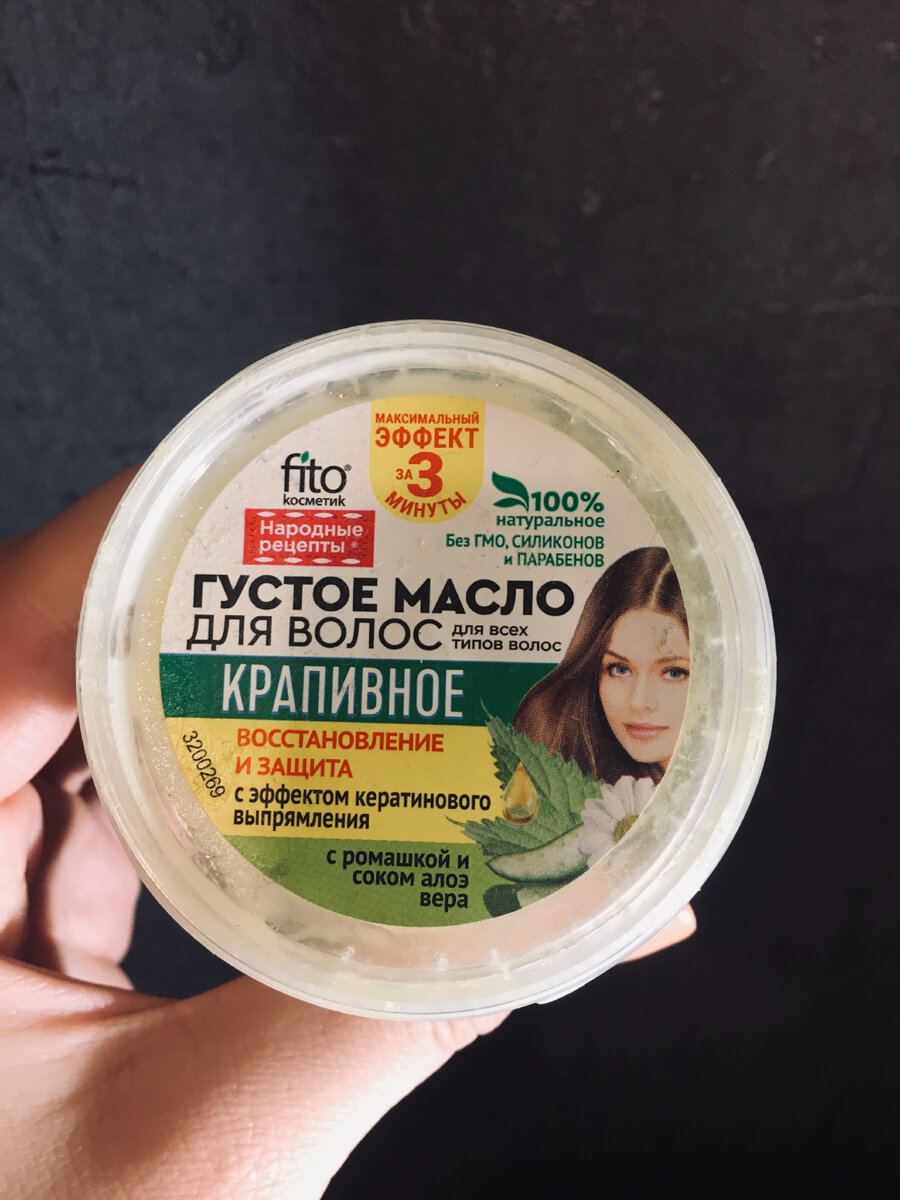 МАКСИМАЛЬНЫЙ
ЭФФЕКТ
ЗА 3
МИНУТЫ
fito®
косметик
Народные
рецепты®
100%
натуральное
Без ГМО, СИЛИКОНОВ
и ПАРАБЕНОВ
ГУСТОЕ МАСЛО
ДЛЯ ВОЛОС
ДЛЯ ВСЕХ
ТИПОВ ВОЛОС
КРАПИВНОЕ
ВОССТАНОВЛЕНИЕ
И ЗАЩИТА
с эффектом кератинового
выпрямления
с ромашкой и
соком алоэ
вера
3200269